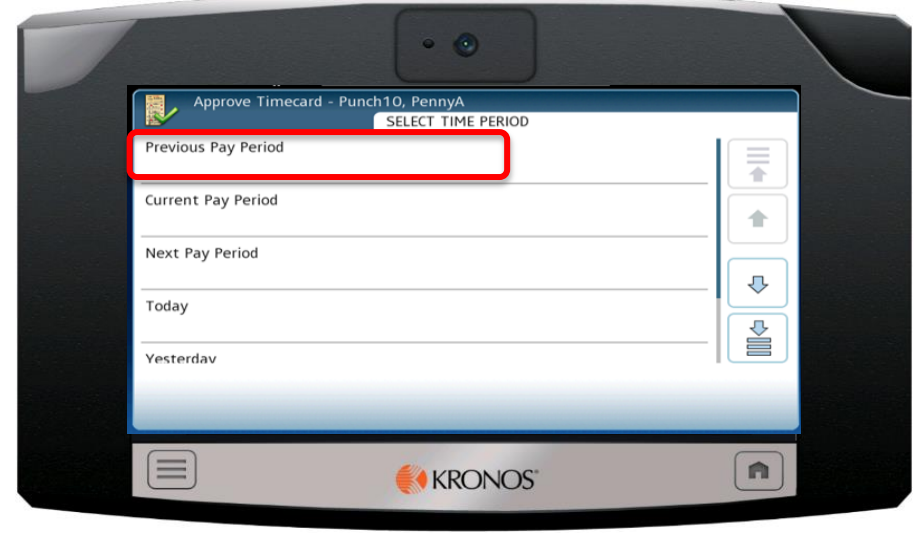 Approve Timecard - Punch10, PennyA
SELECT TIME PERIOD
Previous Pay Period
Current Pay Period
Next Pay Period
Today
Yesterday
KRONOS